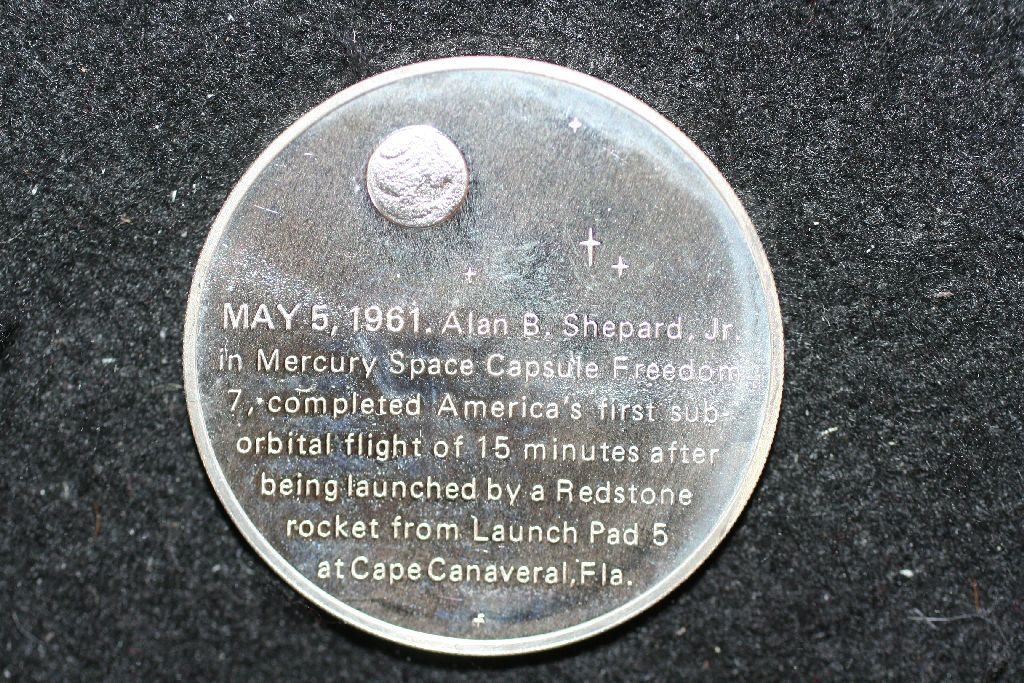 MAY 5, 1961. Alan B. Shepard, Jr.
in Mercury Space Capsule Freedom
7, completed America's first sub-
orbital flight of 15 minutes after
being launched by a Redstone
rocket from Launch Pad 5
at Cape Canaveral, Fla.